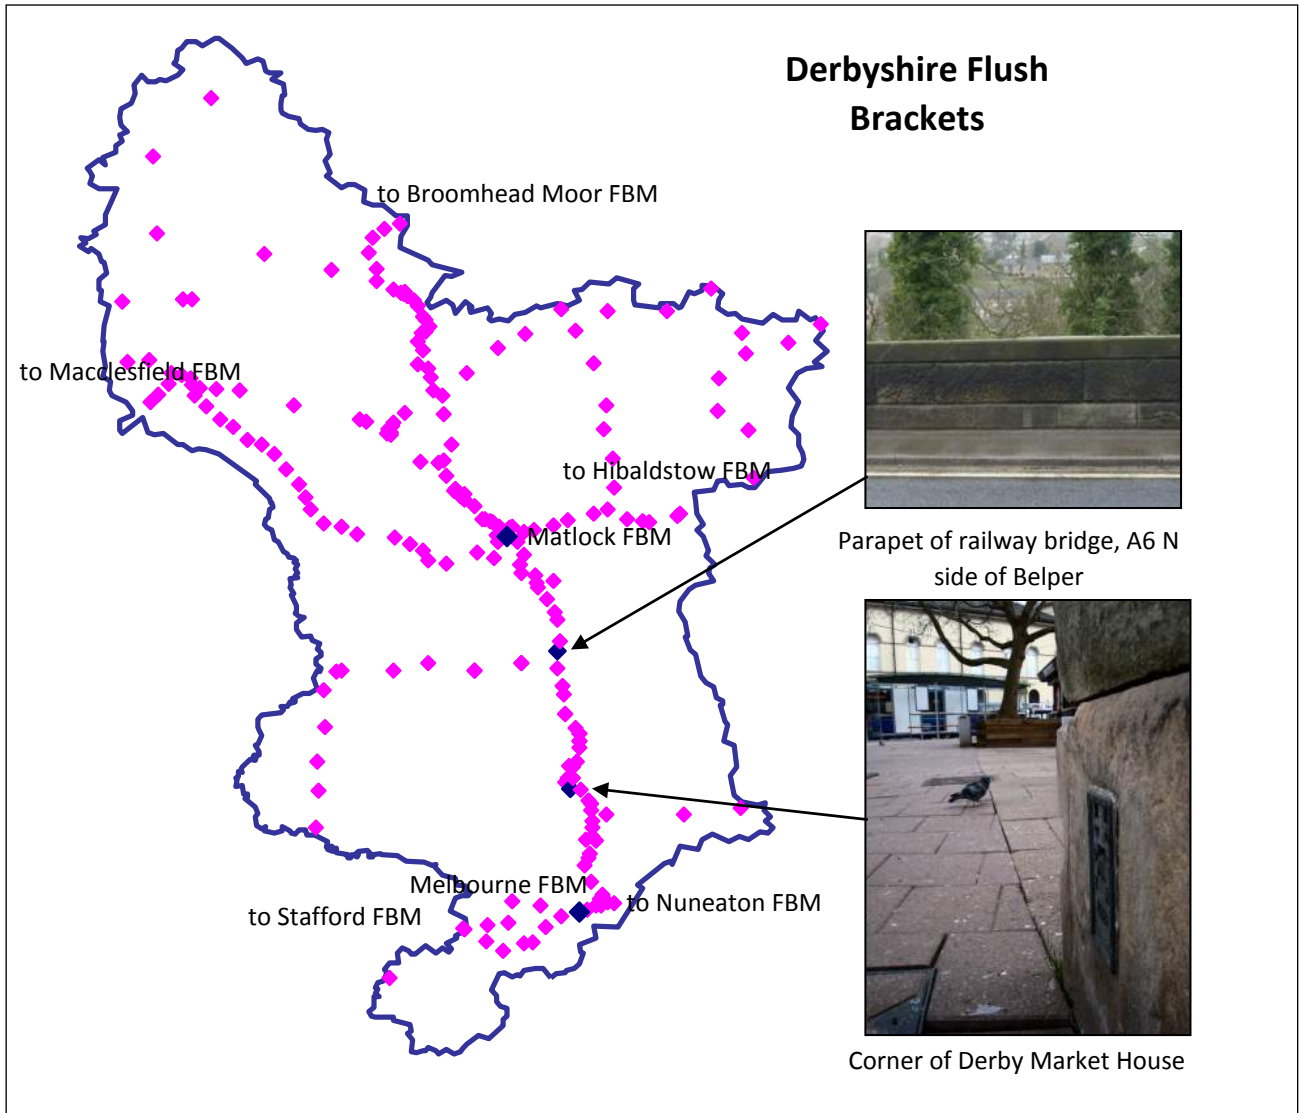 Derbyshire Flush
Brackets
to Broomhead Moor FBM
to Macclesfield FBM
to Hibaldstow FBM
Matlock FBM
Parapet of railway bridge, A6 N
side of Belper
Melbourne FBM
to Stafford FBM
to Nuneaton FBM
Corner of Derby Market House